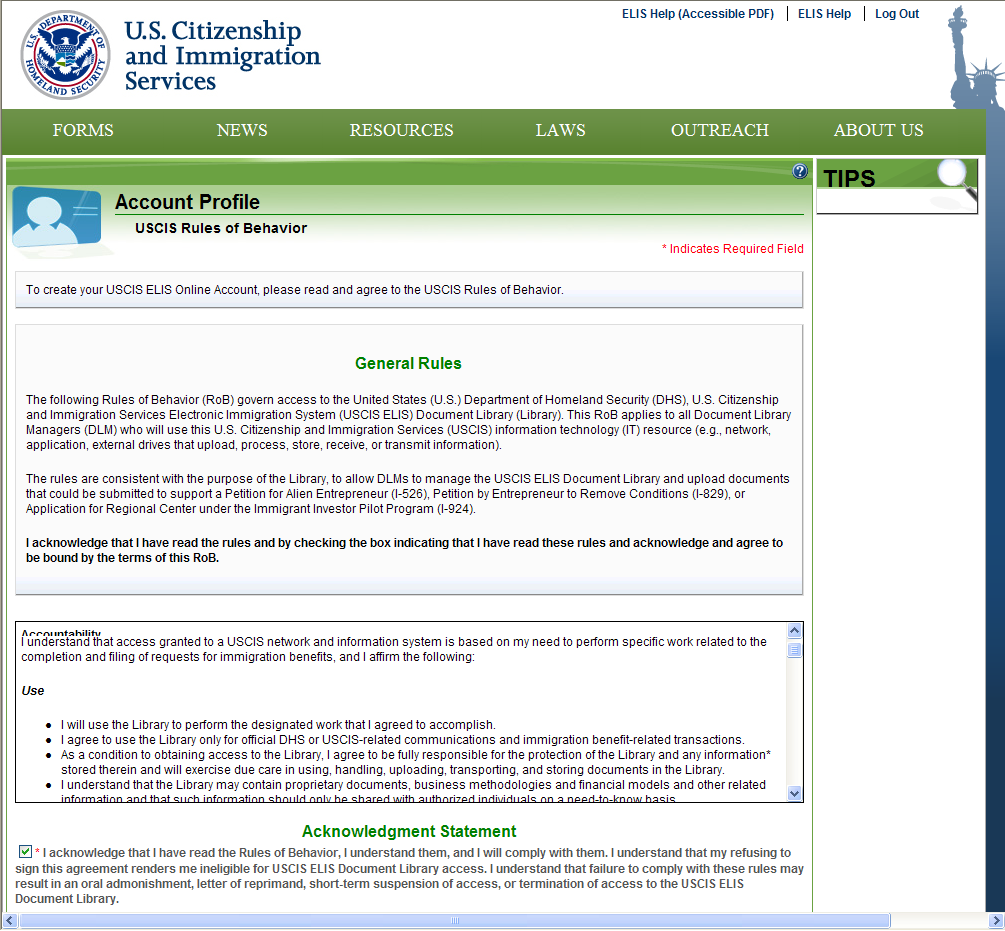 ELIS Help (Accessible PDF) ELIS Help Log Out
U.S. DEPARTMENT OF HOMELAND SECURITY
U.S. Citizenship
and Immigration
Services
FORMS NEWS RESOURCES LAWS OUTREACH ABOUT US
?
TIPS
Account Profile
USCIS Rules of Behavior
* Indicates Required Field
To create your USCIS ELIS Online Account, please read and agree to the USCIS Rules of Behavior.
General Rules
The following Rules of Behavior (RoB) govern access to the United States (U.S.) Department of Homeland Security (DHS), U.S. Citizenship
and Immigration Services Electronic Immigration System (USCIS ELIS) Document Library (Library). This RoB applies to all Document Library
Managers (DLM) who will use this U.S. Citizenship and Immigration Services (USCIS) information technology (IT) resource (e.g., network,
application, external drives that upload, process, store, receive, or transmit information).
The rules are consistent with the purpose of the Library, to allow DLMs to manage the USCIS ELIS Document Library and upload documents
that could be submitted to support a Petition for Alien Entrepreneur (I-526), Petition by Entrepreneur to Remove Conditions (I-829), or
Application for Regional Center under the Immigrant Investor Pilot Program (I-924).
I acknowledge that I have read the rules and by checking the box indicating that I have read these rules and acknowledge and agree to
be bound by the terms of this RoB.
Accountability
I understand that access granted to a USCIS network and information system is based on my need to perform specific work related to the
completion and filing of requests for immigration benefits, and I affirm the following:
Use
• I will use the Library to perform the designated work that I agreed to accomplish.
• I agree to use the Library only for official DHS or USCIS-related communications and immigration benefit-related transactions.
• As a condition to obtaining access to the Library, I agree to be fully responsible for the protection of the Library and any information*
stored therein and will exercise due care in using, handling, uploading, transporting, and storing documents in the Library.
• I understand that the Library may contain proprietary documents, business methodologies and financial models and other related
information and that such information should only be shared with authorized individuals on a need-to-know basis.
Acknowledgment Statement
* I acknowledge that I have read the Rules of Behavior, I understand them, and I will comply with them. I understand that my refusing to
sign this agreement renders me ineligible for USCIS ELIS Document Library access. I understand that failure to comply with these rules may
result in an oral admonishment, letter of reprimand, short-term suspension of access, or termination of access to the USCIS ELIS
Document Library.